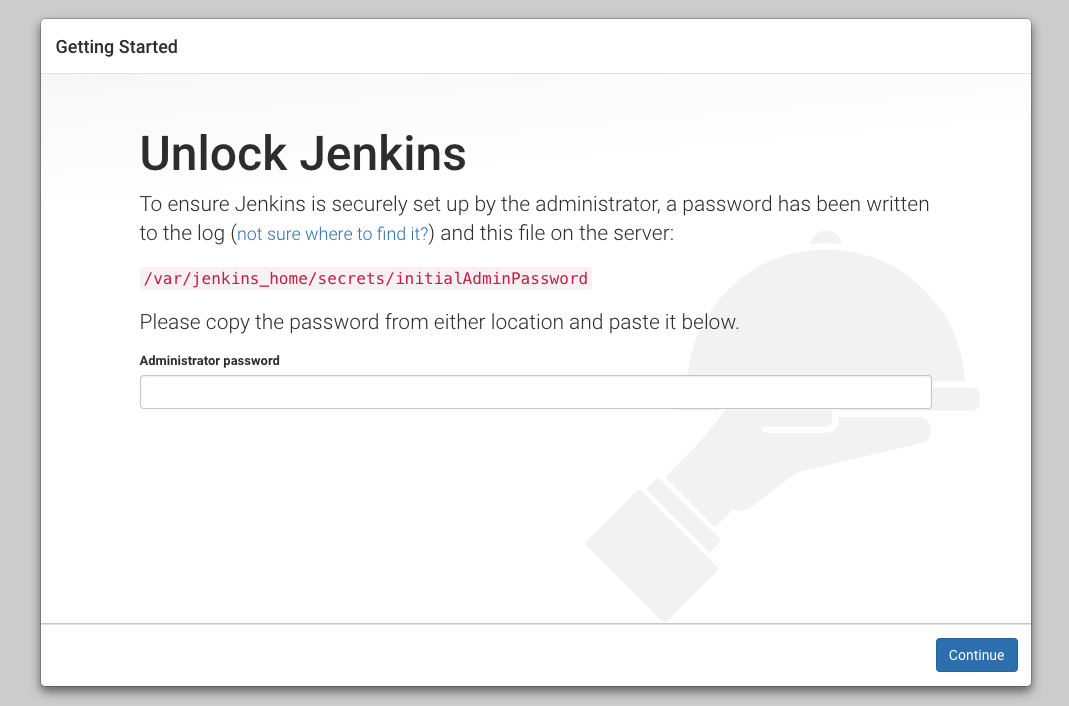 Getting Started
Unlock Jenkins
To ensure Jenkins is securely set up by the administrator, a password has been written
to the log (not sure where to find it?) and this file on the server:
/var/jenkins_home/secrets/initialAdminPassword
Please copy the password from either location and paste it below.
Administrator password
Continue